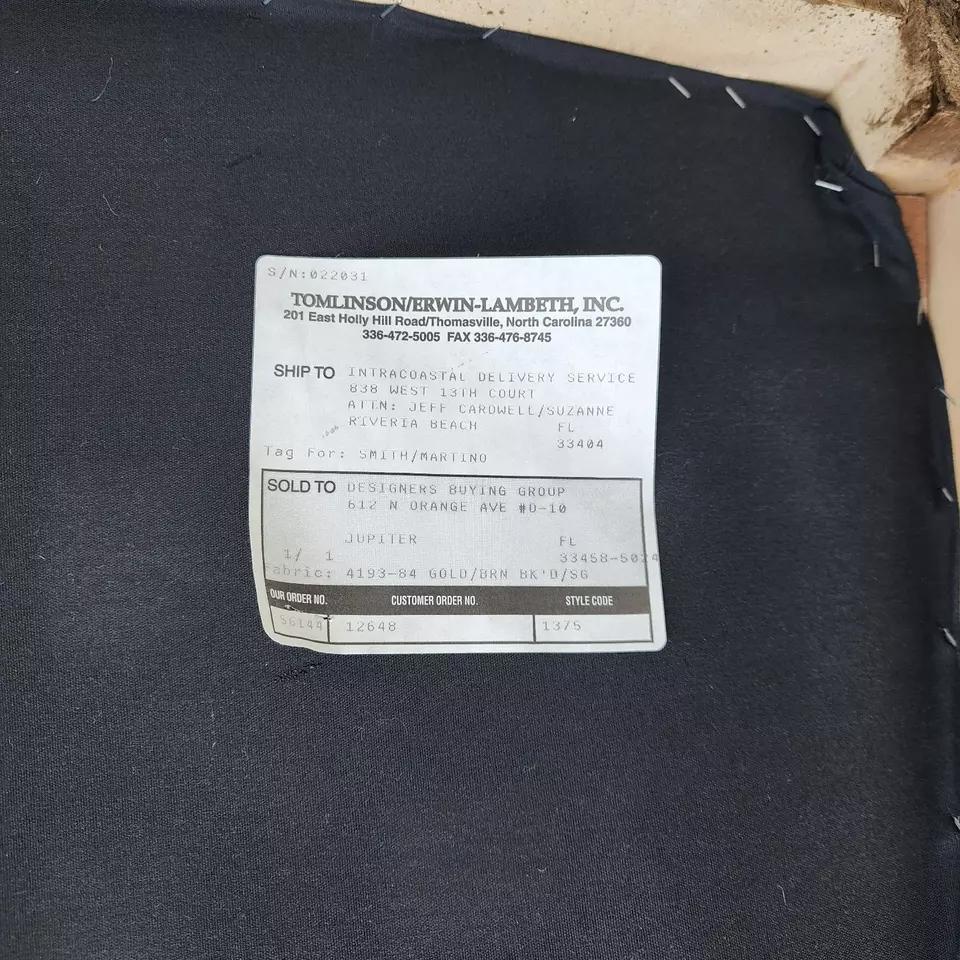 S/N:022031
TOMLINSON/ERWIN-LAMBETH, INC.
201 East Holly Hill Road/Thomasville, North Carolina 27360
336-472-5005 FAX 336-476-8745
SHIP TO INTRACOASTAL DELIVERY SERVICE
838 WEST 13TH COURT
ATTN: JEFF CARDWELL/SUZANNE
RIVERIA BEACH FL
33404
Tag For: SMITH/MARTINO
SOLD TO DESIGNERS BUYING GROUP
612 N ORANGE AVE #D-10
JUPITER FL
1/ 1 33458-5024
Fabric: 4193-84 GOLD/BRN BK'D/SG
OUR ORDER NO. CUSTOMER ORDER NO. STYLE CODE
56144 12648 1375